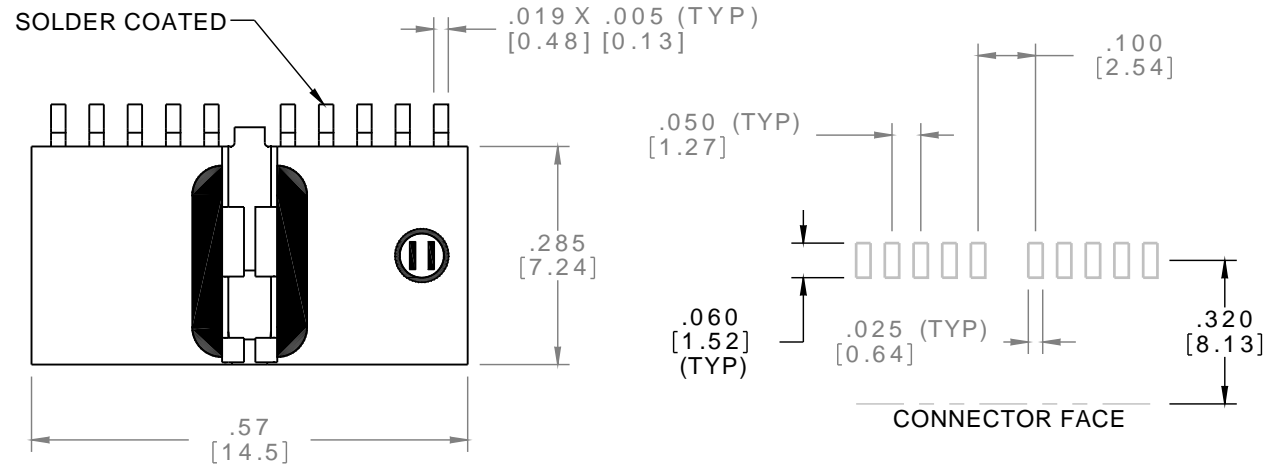 SOLDER COATED
.019 X .005 (TYP)
[0.48] [0.13]
.285
[7.24]
.57
[14.5]
.100
[2.54]
.050 (TYP)
[1.27]
.060
[1.52]
(TYP)
.025 (TYP)
[0.64]
.320
[8.13]
CONNECTOR FACE